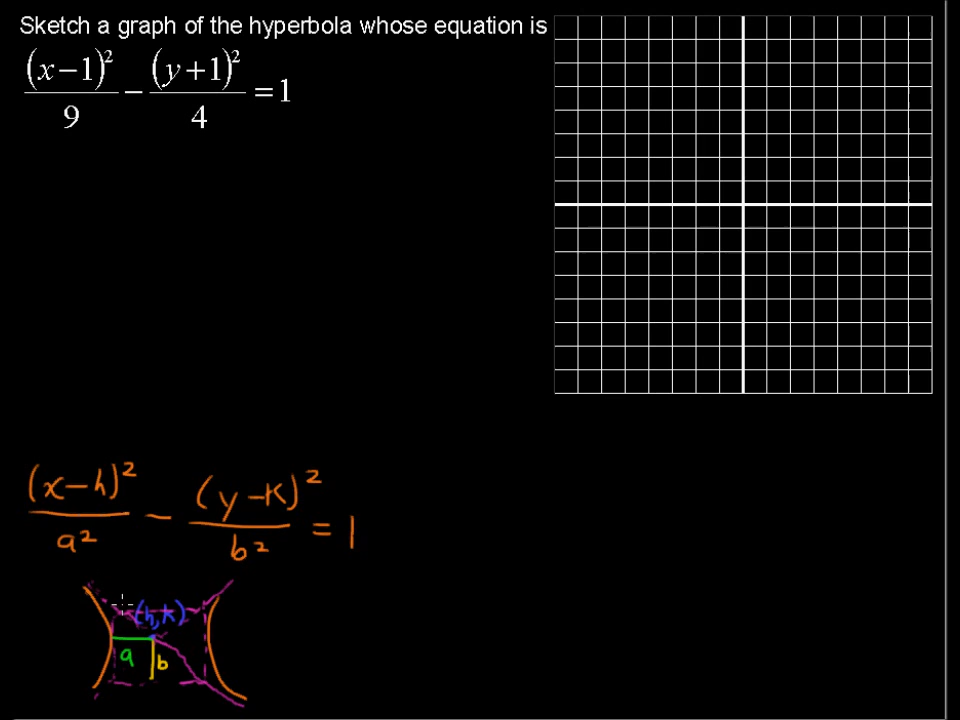 Sketch a graph of the hyperbola whose equation is
(x−1)²/9 − (y+1)²/4 = 1
(x−h)²/a² − (y−k)²/b² = 1
(h,k)
a b